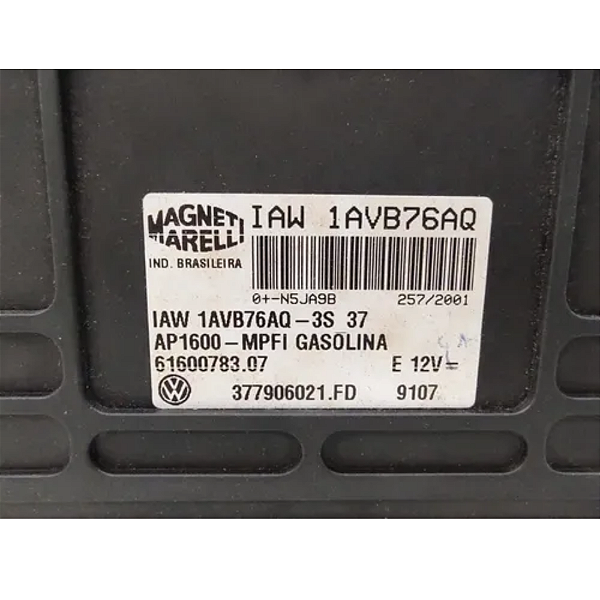 MAGNETI IAW 1AVB76AQ
MARELLI
IND. BRASILEIRA
0+-N5JA9B 257/2001
IAW 1AVB76AQ-3S 37
AP1600-MPFI GASOLINA
61600783.07 E 12V
377906021.FD 9107